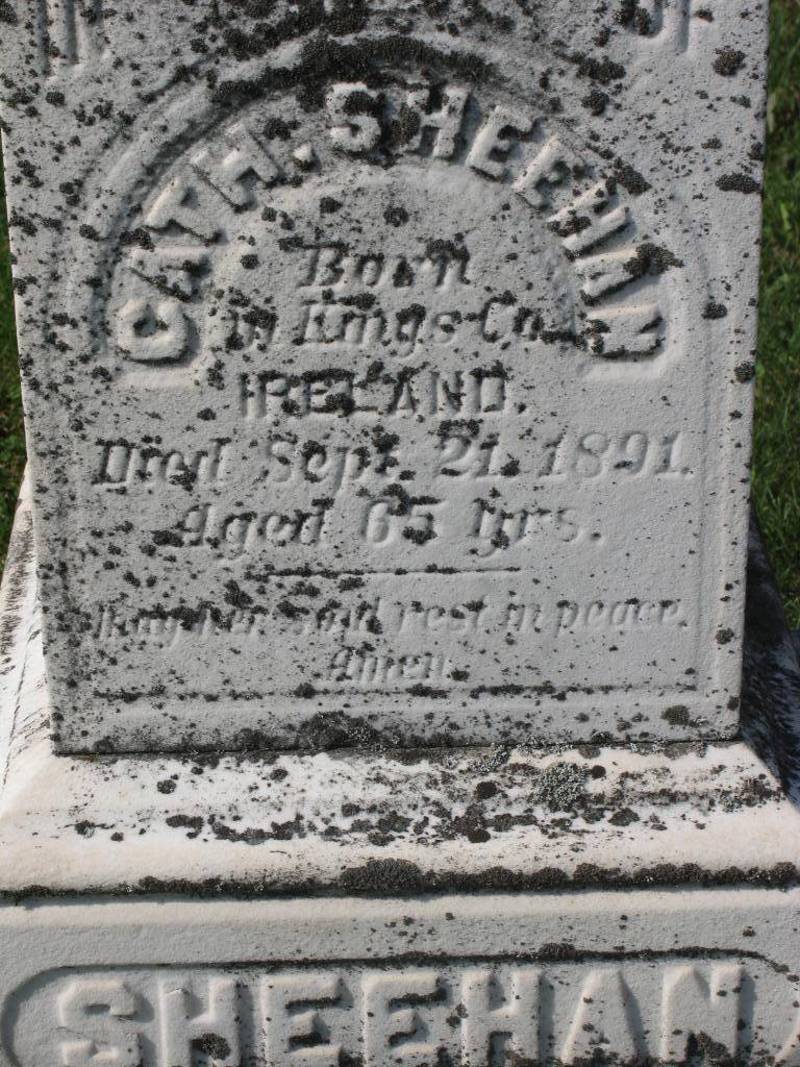 CATH. SHEEHAN
Born
in Kings Co.
IRELAND.
Died Sept. 21. 1891.
Aged 65 yrs.
May her soul rest in peace.
Amen.
SHEEHAN